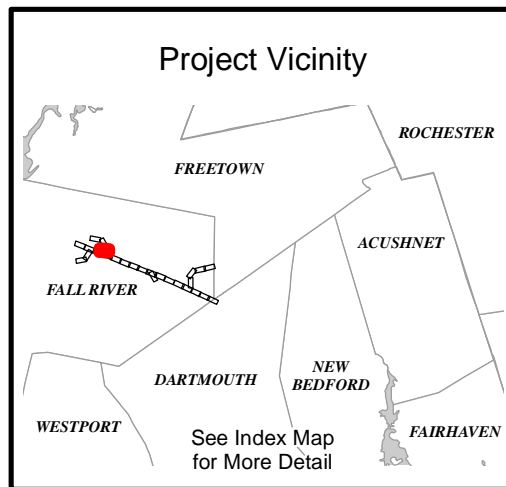 Project Vicinity
ROCHESTER
FREETOWN
ACUSHNET
FALL RIVER
DARTMOUTH
NEW
BEDFORD
WESTPORT
FAIRHAVEN
See Index Map
for More Detail